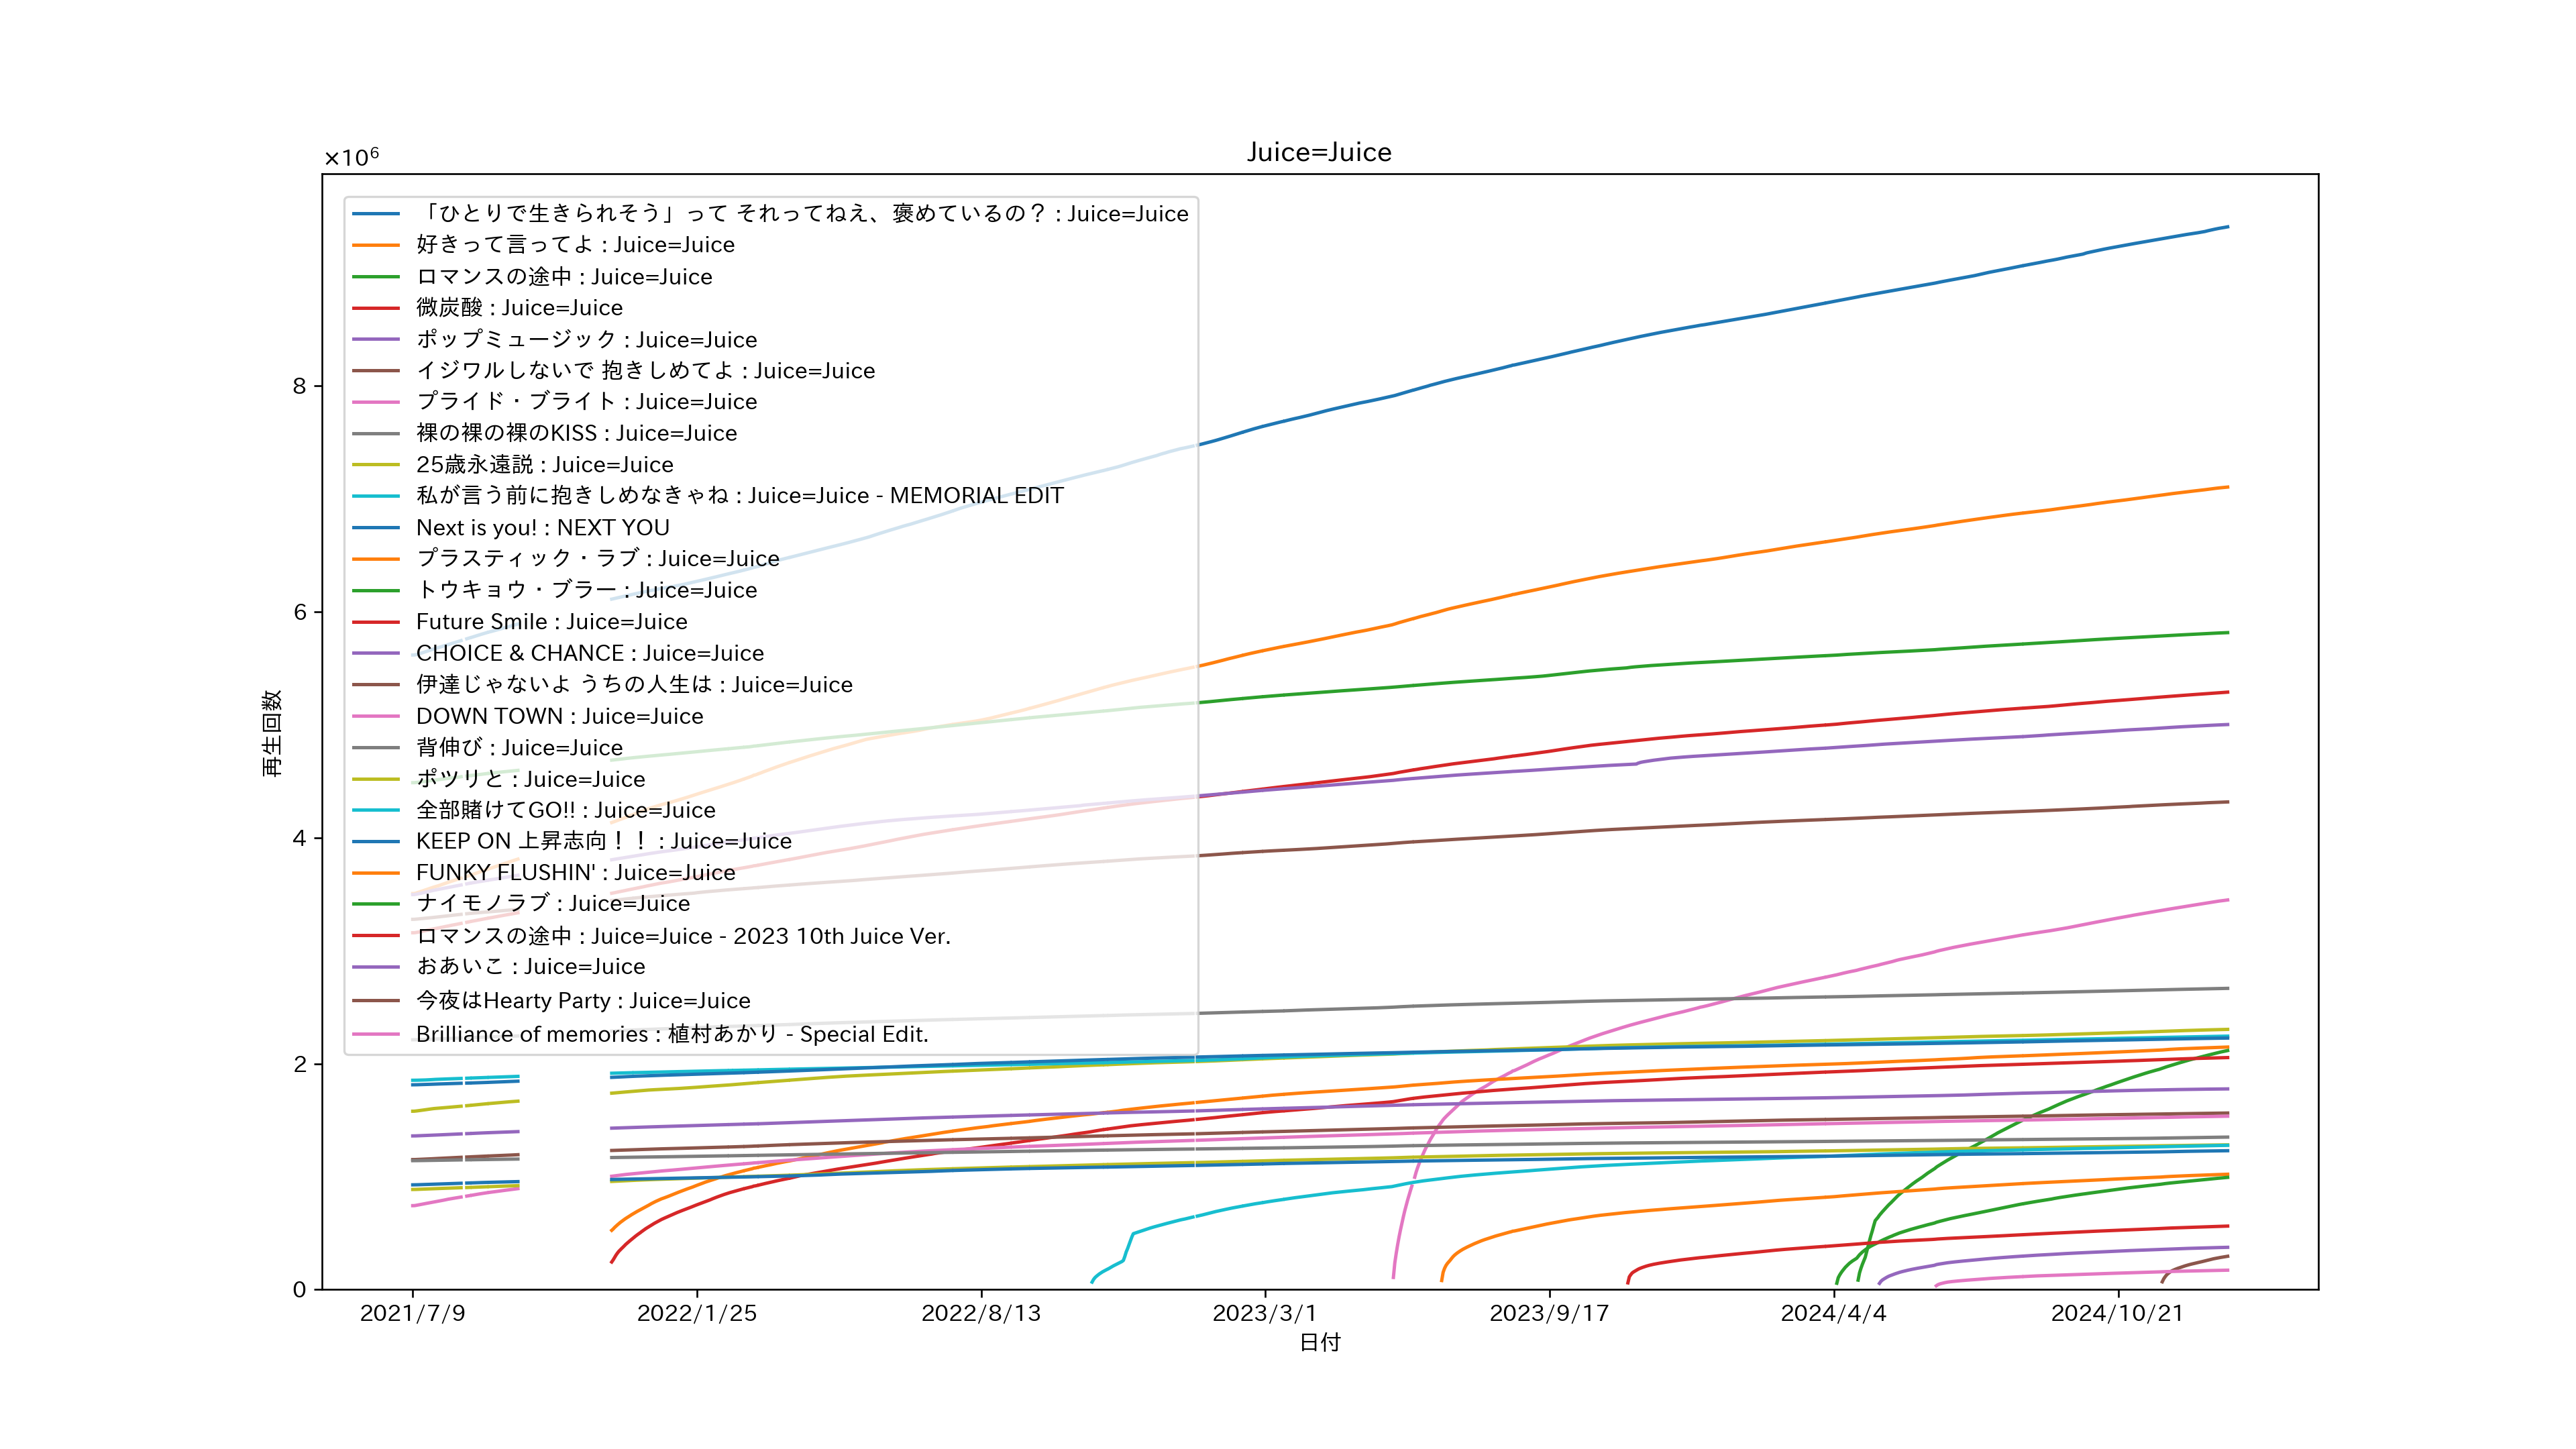 Juice=Juice
×10⁶
「ひとりで生きられそう」って それってねえ、褒めているの? : Juice=Juice
好きって言ってよ : Juice=Juice
ロマンスの途中 : Juice=Juice
微炭酸 : Juice=Juice
ポップミュージック : Juice=Juice
イジワルしないで 抱きしめてよ : Juice=Juice
プライド・ブライト : Juice=Juice
裸の裸の裸のKISS : Juice=Juice
25歳永遠説 : Juice=Juice
私が言う前に抱きしめなきゃね : Juice=Juice - MEMORIAL EDIT
Next is you! : NEXT YOU
プラスティック・ラブ : Juice=Juice
トウキョウ・ブラー : Juice=Juice
Future Smile : Juice=Juice
CHOICE & CHANCE : Juice=Juice
伊達じゃないよ うちの人生は : Juice=Juice
DOWN TOWN : Juice=Juice
背伸び : Juice=Juice
ポツリと : Juice=Juice
全部賭けてGO!! : Juice=Juice
KEEP ON 上昇志向!! : Juice=Juice
FUNKY FLUSHIN' : Juice=Juice
ナイモノラブ : Juice=Juice
ロマンスの途中 : Juice=Juice - 2023 10th Juice Ver.
おあいこ : Juice=Juice
今夜はHearty Party : Juice=Juice
Brilliance of memories : 植村あかり - Special Edit.
8
6
4
2
0
再生回数
2021/7/9 2022/1/25 2022/8/13 2023/3/1 2023/9/17 2024/4/4 2024/10/21
日付